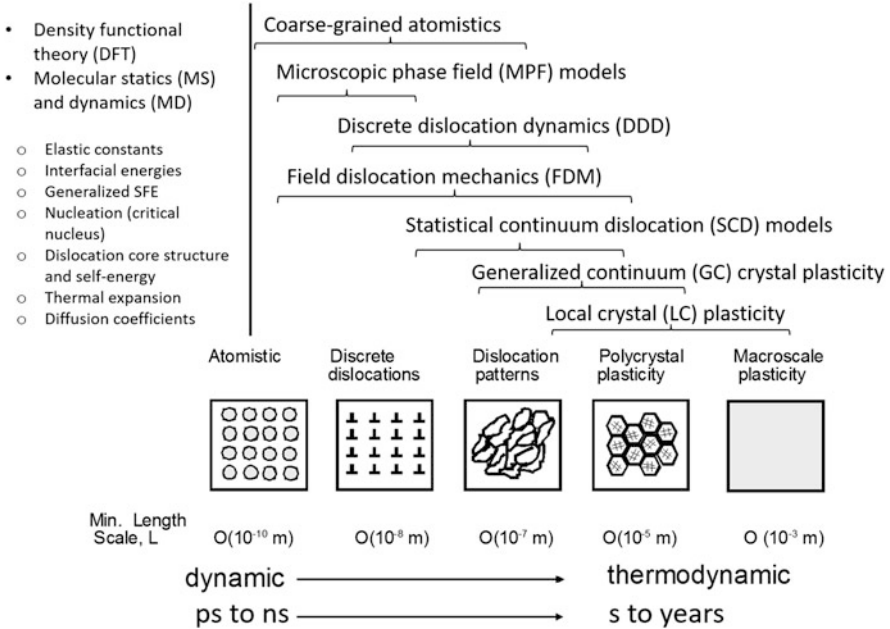 • Density functional
theory (DFT)
• Molecular statics (MS)
and dynamics (MD)
o Elastic constants
o Interfacial energies
o Generalized SFE
o Nucleation (critical
nucleus)
o Dislocation core structure
and self-energy
o Thermal expansion
o Diffusion coefficients
Coarse-grained atomistics
Microscopic phase field (MPF) models
Discrete dislocation dynamics (DDD)
Field dislocation mechanics (FDM)
Statistical continuum dislocation (SCD) models
Generalized continuum (GC) crystal plasticity
Local crystal (LC) plasticity
Atomistic
Discrete
dislocations
Dislocation
patterns
Polycrystal
plasticity
Macroscale
plasticity
Min. Length
Scale, L
O(10⁻¹⁰ m)
O(10⁻⁸ m)
O(10⁻⁷ m)
O(10⁻⁵ m)
O (10⁻³ m)
dynamic
thermodynamic
ps to ns
s to years